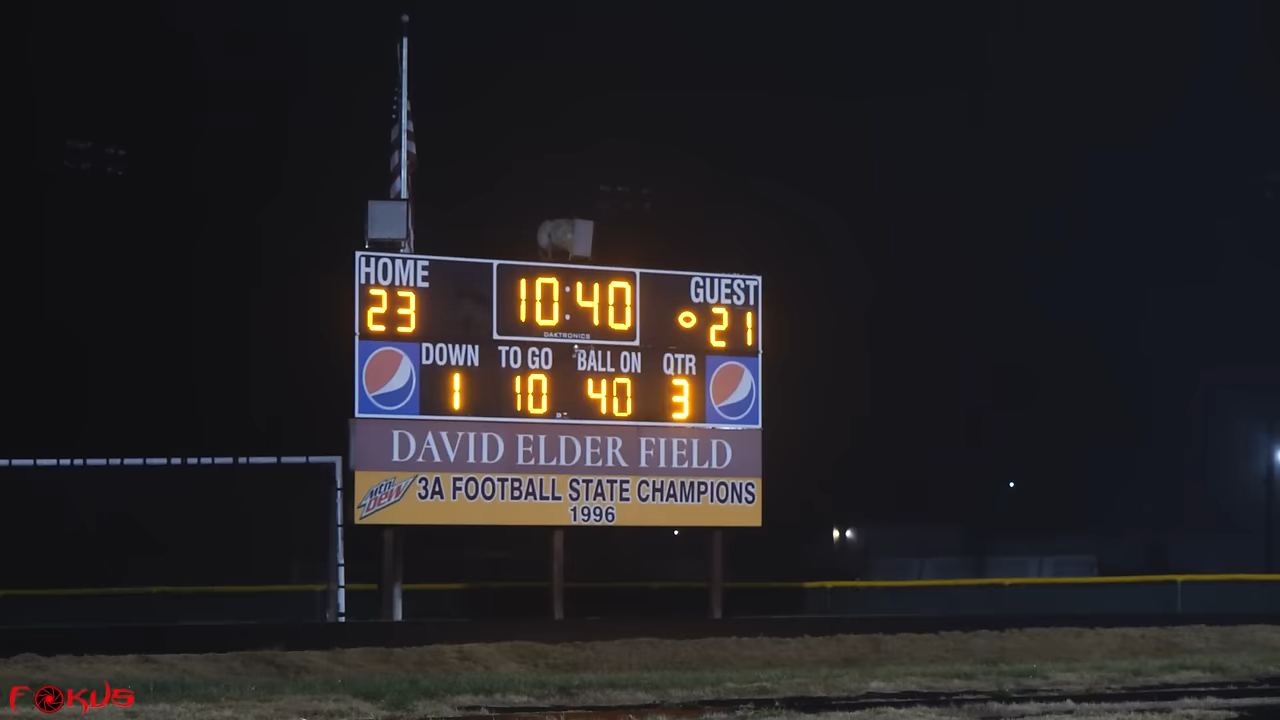 HOME
GUEST
23
10:40
21
DAKTRONICS
DOWN
TO GO
BALL ON
QTR
1
10
40
3
DAVID ELDER FIELD
mtn DEW
3A FOOTBALL STATE CHAMPIONS
1996
FOKUS